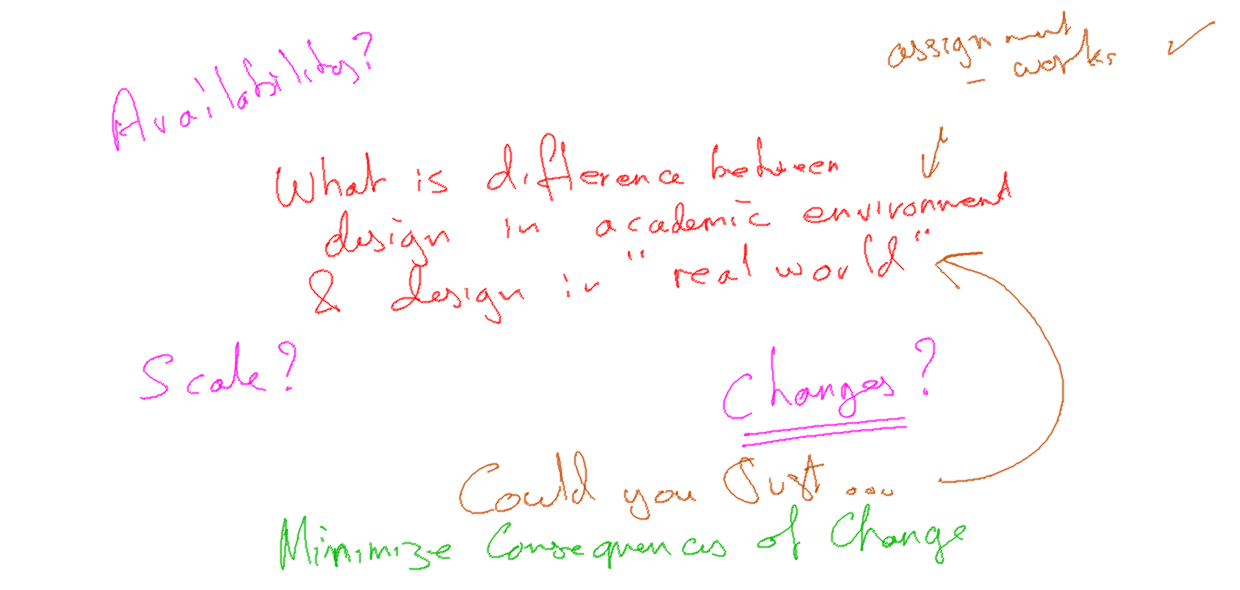 Availability?
assignment
- works ✓
What is difference between
design in academic environment
& design in "real world"
Scale?
Changes?
Could you Just ...
Minimize Consequences of Change